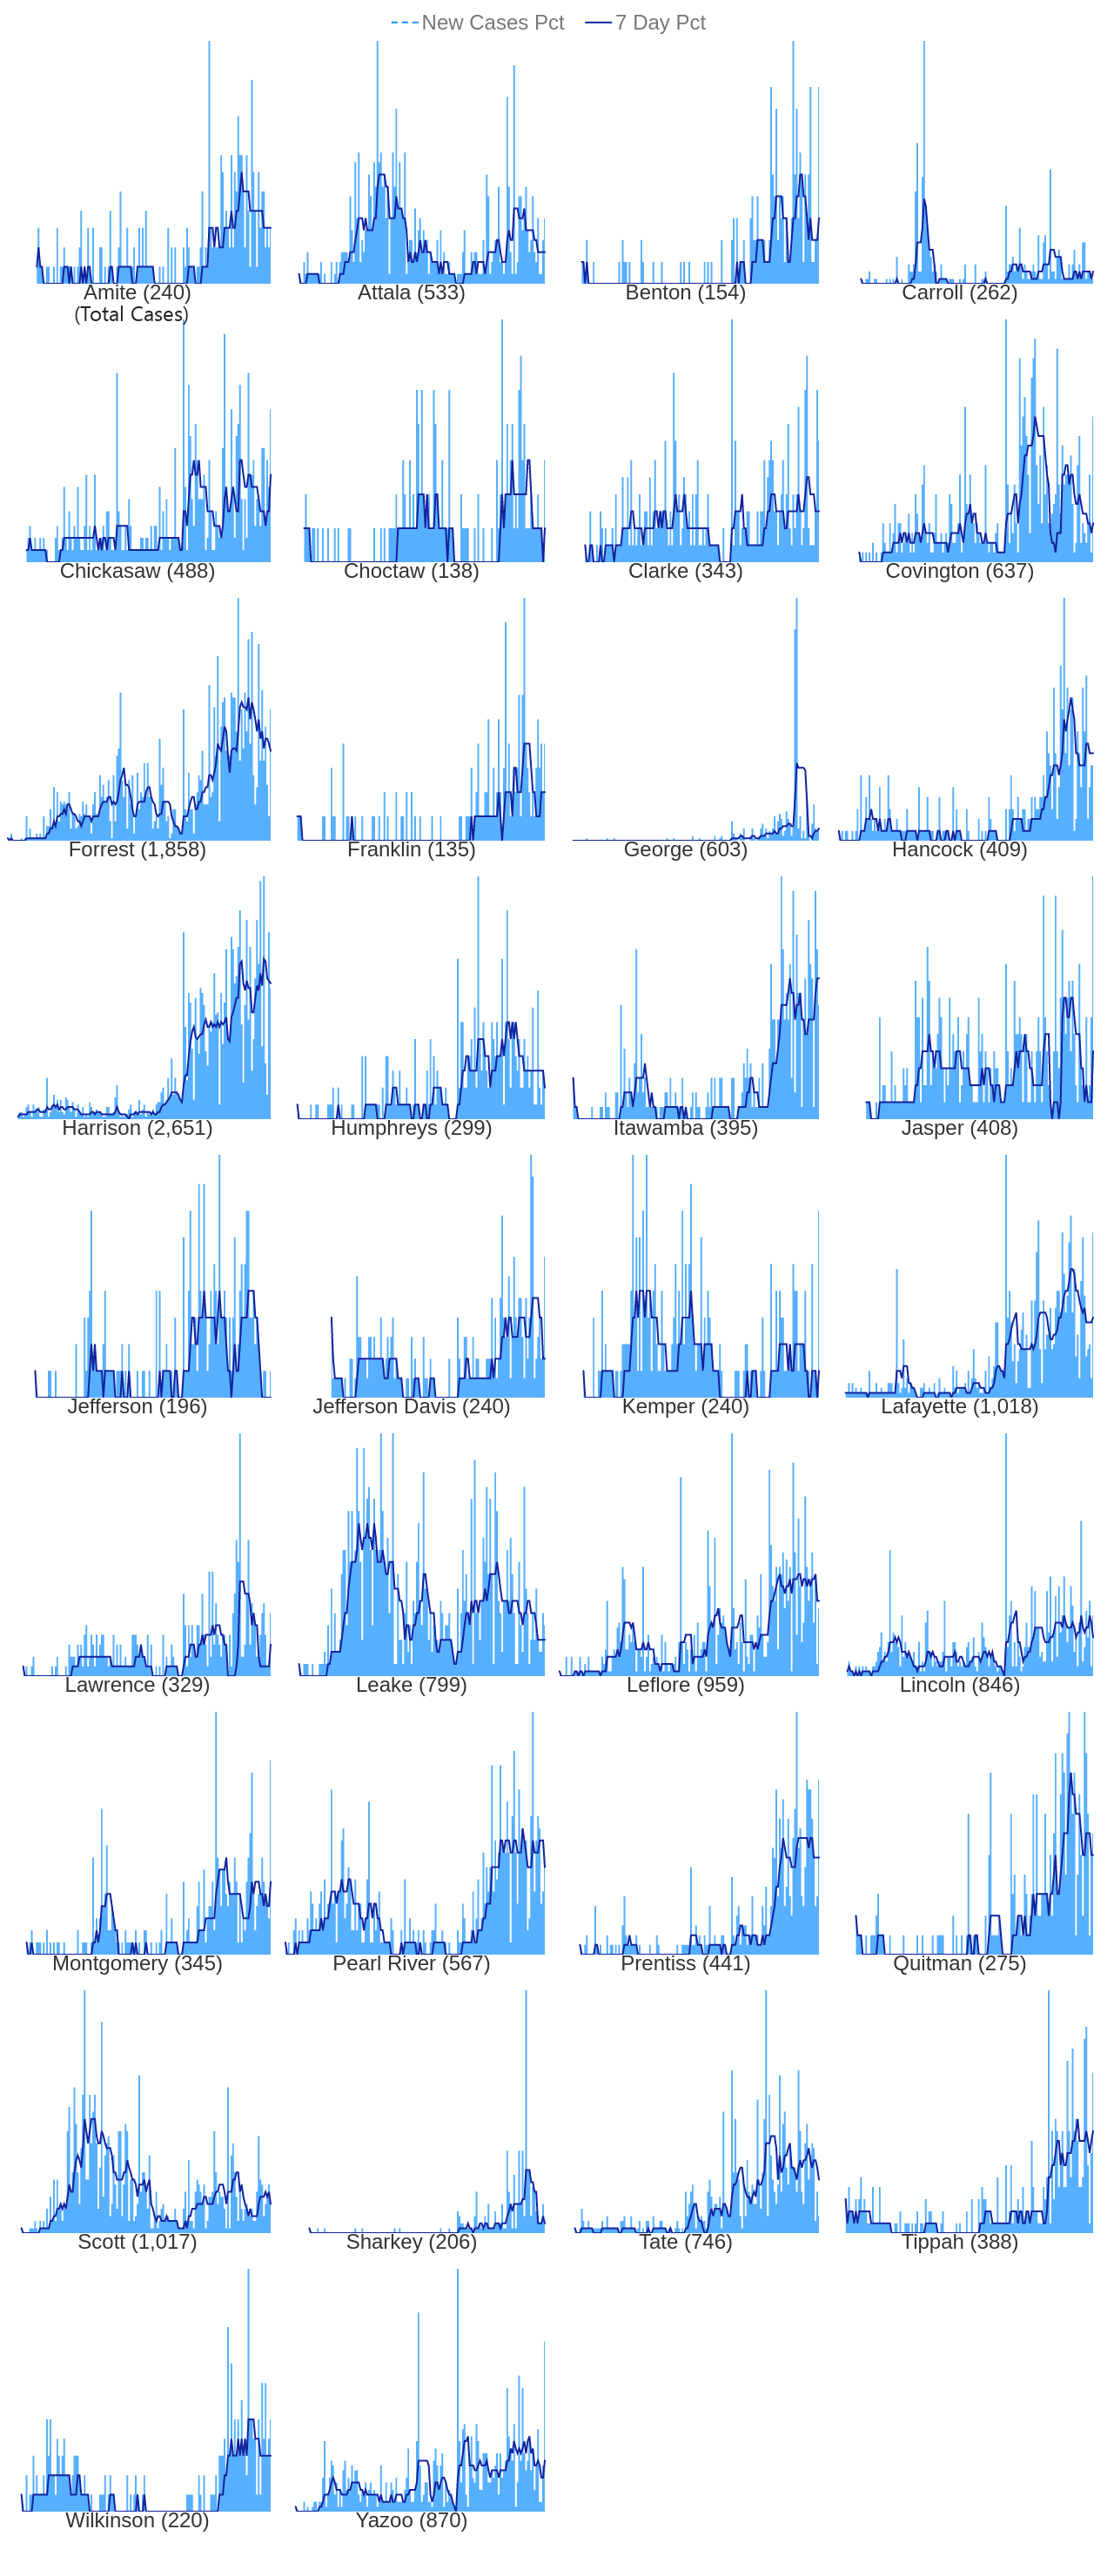 New Cases Pct 7 Day Pct
Amite (240) Attala (533) Benton (154) Carroll (262)
(Total Cases)
Chickasaw (488) Choctaw (138) Clarke (343) Covington (637)
Forrest (1,858) Franklin (135) George (603) Hancock (409)
Harrison (2,651) Humphreys (299) Itawamba (395) Jasper (408)
Jefferson (196) Jefferson Davis (240) Kemper (240) Lafayette (1,018)
Lawrence (329) Leake (799) Leflore (959) Lincoln (846)
Montgomery (345) Pearl River (567) Prentiss (441) Quitman (275)
Scott (1,017) Sharkey (206) Tate (746) Tippah (388)
Wilkinson (220) Yazoo (870)